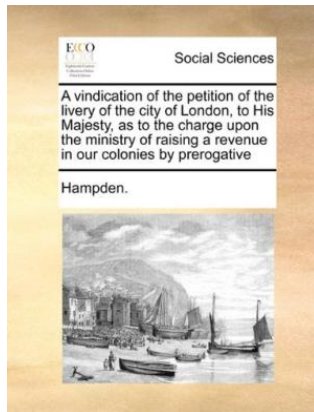 ECCO
Social Sciences
A vindication of the petition of the
livery of the city of London, to His
Majesty, as to the charge upon
the ministry of raising a revenue
in our colonies by prerogative
Hampden.